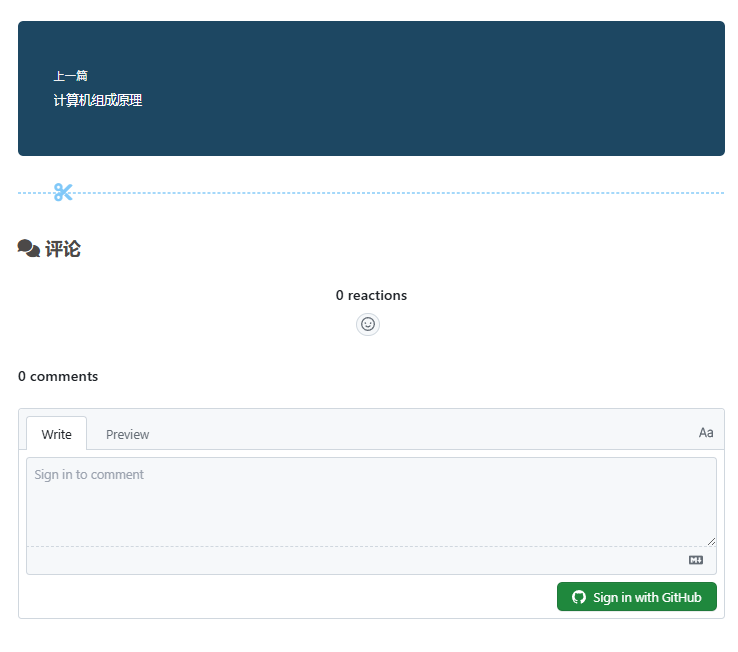 上一篇
计算机组成原理
评论
0 reactions
0 comments
Write
Preview
Aa
Sign in to comment
Sign in with GitHub